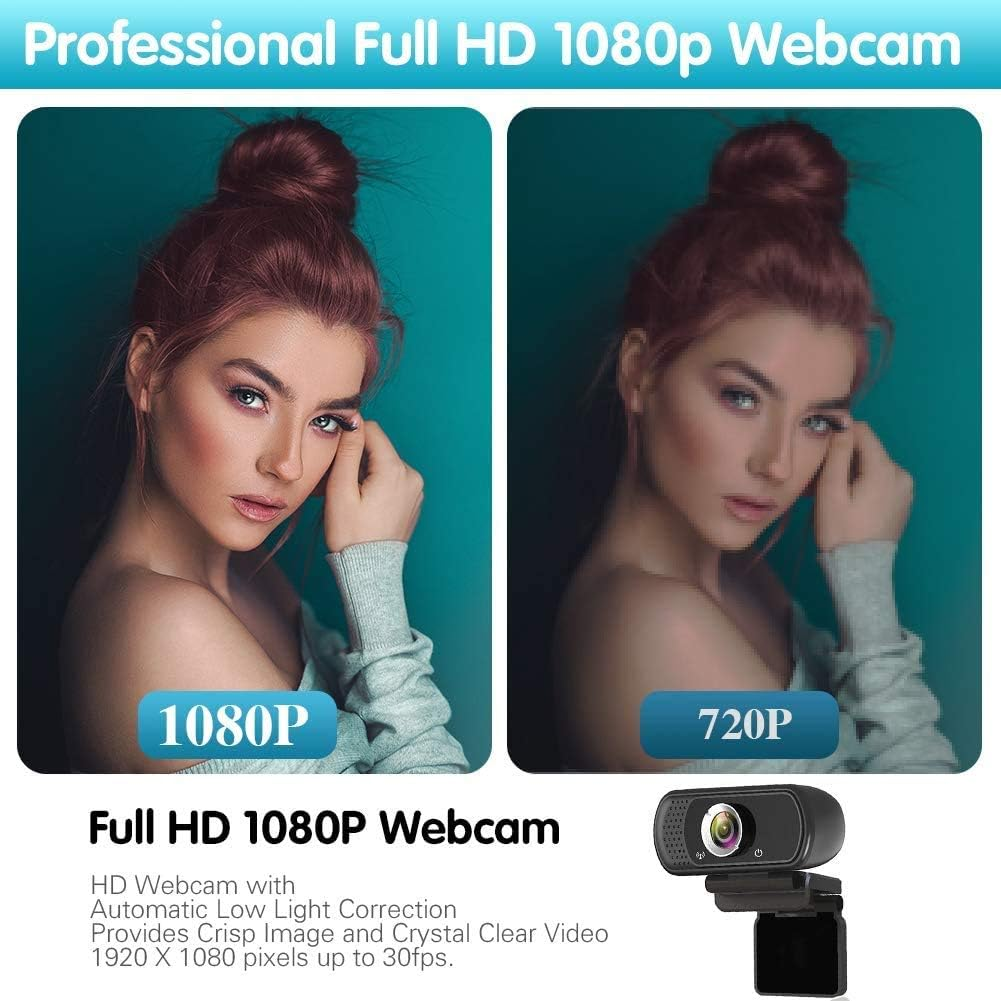 Professional Full HD 1080p Webcam
1080P
720P
Full HD 1080P Webcam
HD Webcam with
Automatic Low Light Correction
Provides Crisp Image and Crystal Clear Video
1920 X 1080 pixels up to 30fps.